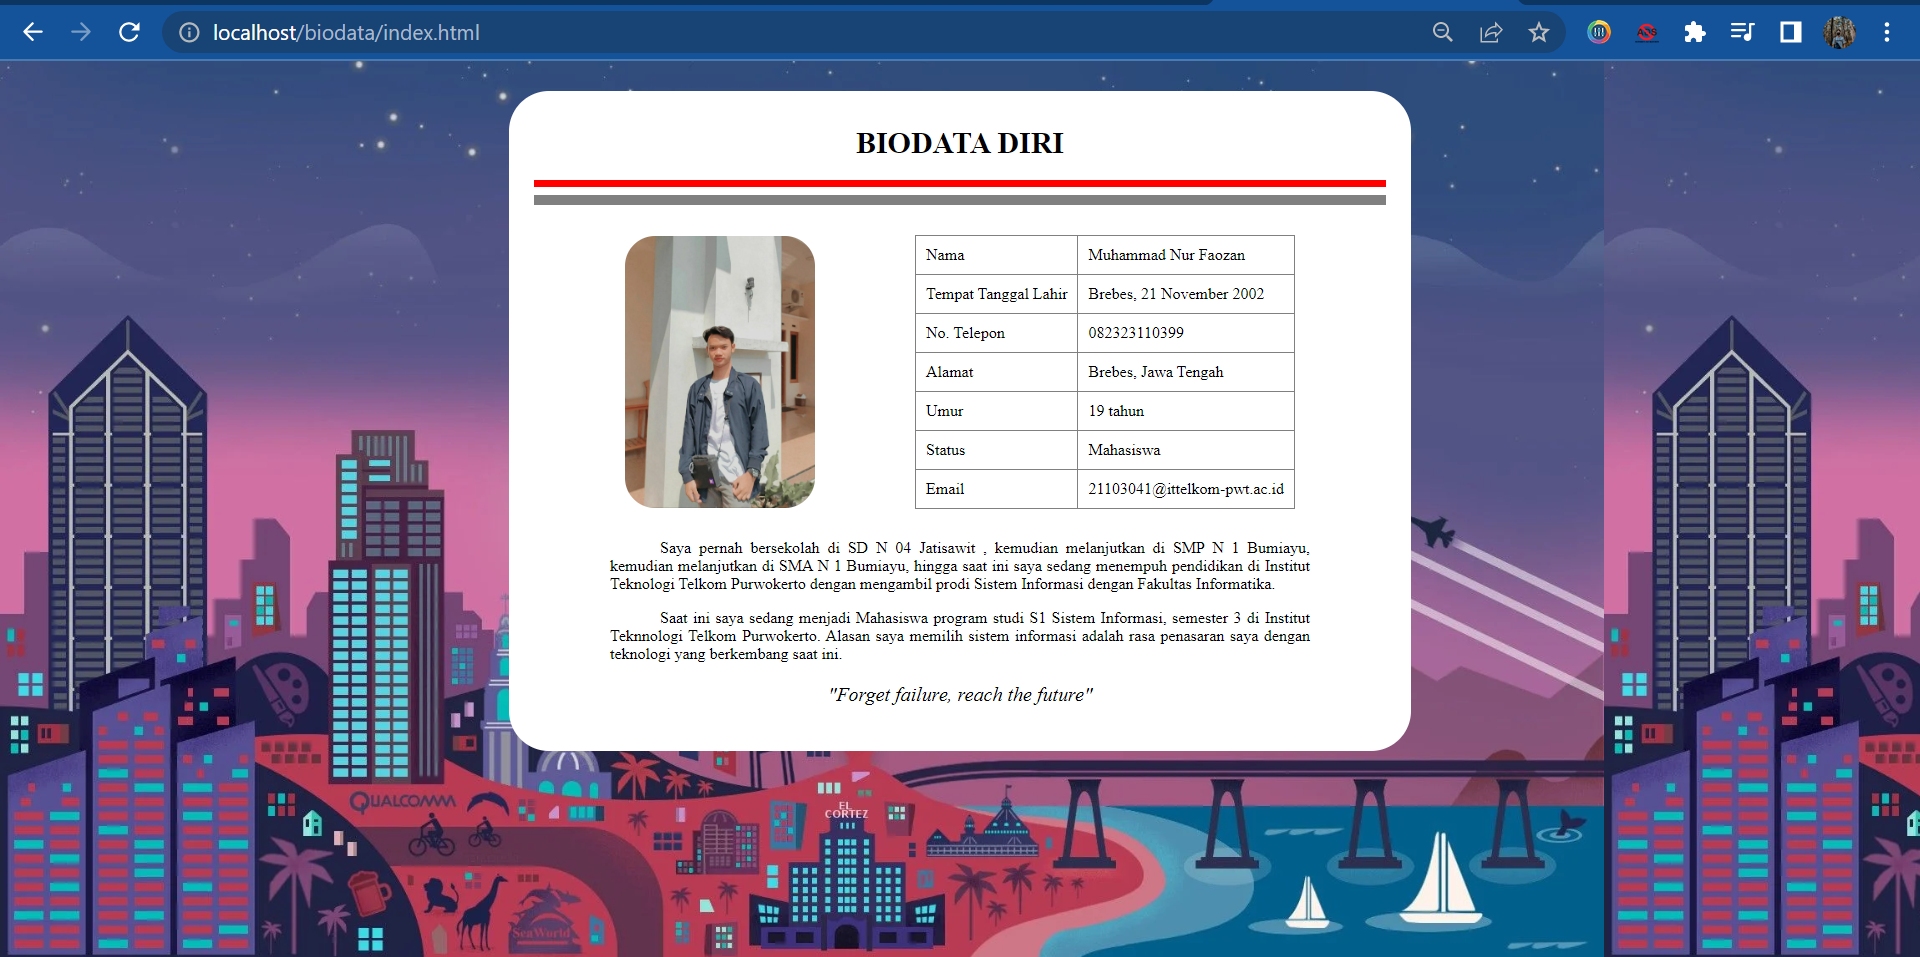 localhost/biodata/index.html
BIODATA DIRI
Nama Muhammad Nur Faozan
Tempat Tanggal Lahir Brebes, 21 November 2002
No. Telepon 082323110399
Alamat Brebes, Jawa Tengah
Umur 19 tahun
Status Mahasiswa
Email 21103041@ittelkom-pwt.ac.id
Saya pernah bersekolah di SD N 04 Jatisawit , kemudian melanjutkan di SMP N 1 Bumiayu,
kemudian melanjutkan di SMA N 1 Bumiayu, hingga saat ini saya sedang menempuh pendidikan di Institut
Teknologi Telkom Purwokerto dengan mengambil prodi Sistem Informasi dengan Fakultas Informatika.
Saat ini saya sedang menjadi Mahasiswa program studi S1 Sistem Informasi, semester 3 di Institut
Teknnologi Telkom Purwokerto. Alasan saya memilih sistem informasi adalah rasa penasaran saya dengan
teknologi yang berkembang saat ini.
"Forget failure, reach the future"
QUALCOMM
EL
CORTEZ
SeaWorld